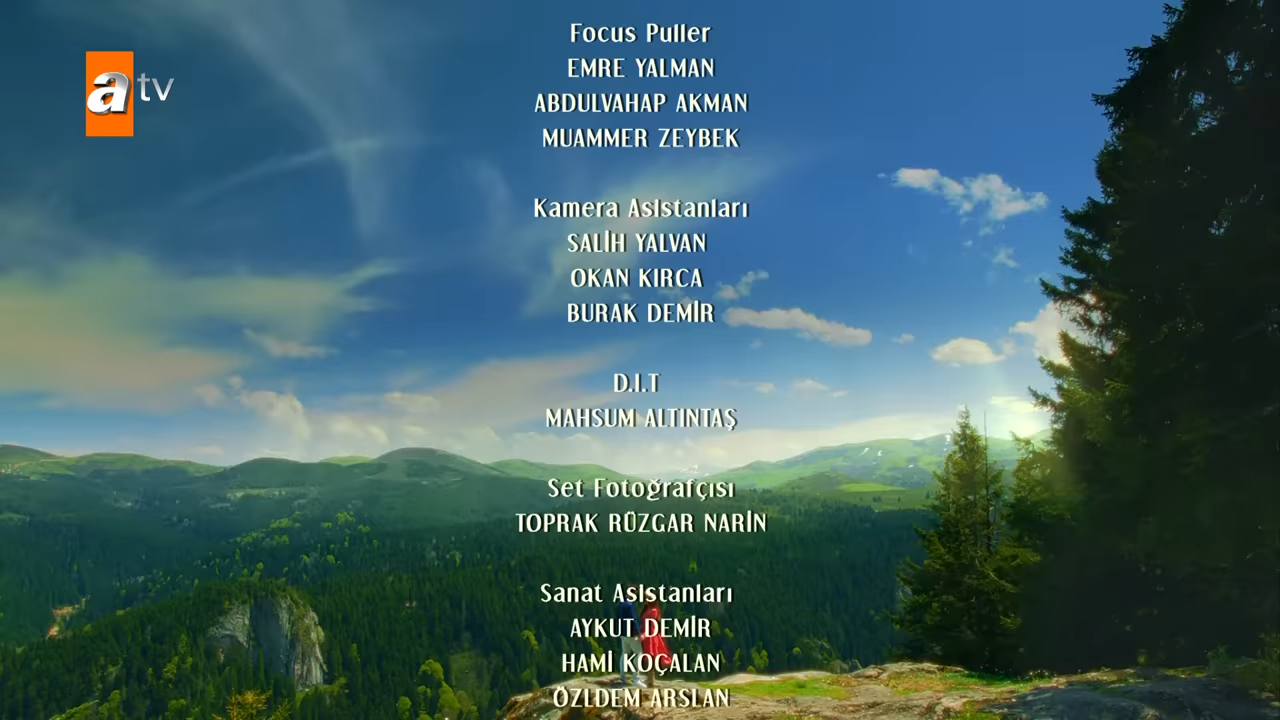 atv
Focus Puller
EMRE YALMAN
ABDULVAHAP AKMAN
MUAMMER ZEYBEK
Kamera Asistanları
SALİH YALVAN
OKAN KIRCA
BURAK DEMİR
D.I.T
MAHSUM ALTINTAŞ
Set Fotoğrafçısı
TOPRAK RÜZGAR NARİN
Sanat Asistanları
AYKUT DEMİR
HAMİ KOÇALAN
ÖZLDEM ARSLAN